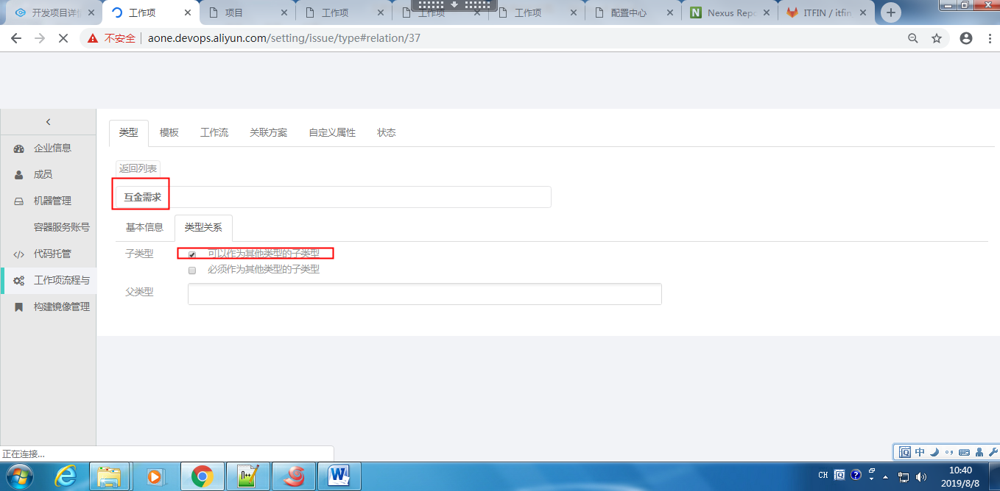 开发项目详情
工作项
项目
工作项
工作项
工作项
配置中心
Nexus Repo
ITFIN / itfin
不安全 aone.devops.aliyun.com/setting/issue/type#relation/37
类型 模板 工作流 关联方案 自定义属性 状态
企业信息
成员
机器管理
容器服务账号
代码托管
工作项流程与
构建镜像管理
返回列表
互金需求
基本信息 类型关系
子类型 可以作为其他类型的子类型
必须作为其他类型的子类型
父类型
正在连接...
中
CH
10:40
2019/8/8